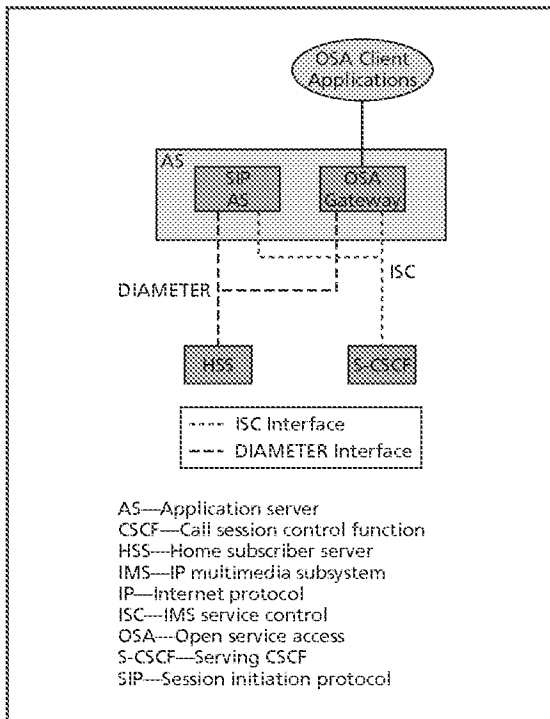 OSA Client
Applications
AS
SIP
AS
OSA
Gateway
ISC
DIAMETER
HSS
S-CSCF
ISC Interface
DIAMETER Interface
AS—Application server
CSCF—Call session control function
HSS—Home subscriber server
IMS—IP multimedia subsystem
IP—Internet protocol
ISC—IMS service control
OSA—Open service access
S-CSCF—Serving CSCF
SIP—Session initiation protocol